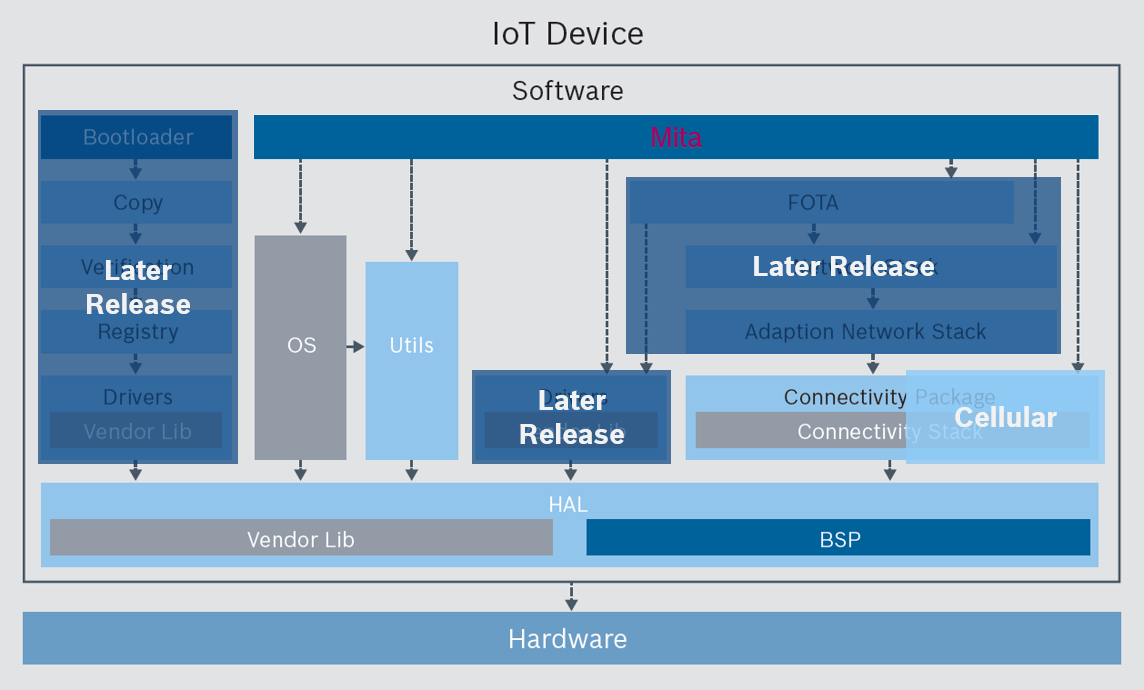 IoT Device
Software
Bootloader
Mita
Copy
FOTA
Verification
Later
Release
Later Release
Registry
Adaption Network Stack
OS
Utils
Drivers
Vendor Lib
Drivers
Later
Release
Connectivity Package
Connectivity Stack
Cellular
HAL
Vendor Lib
BSP
Hardware